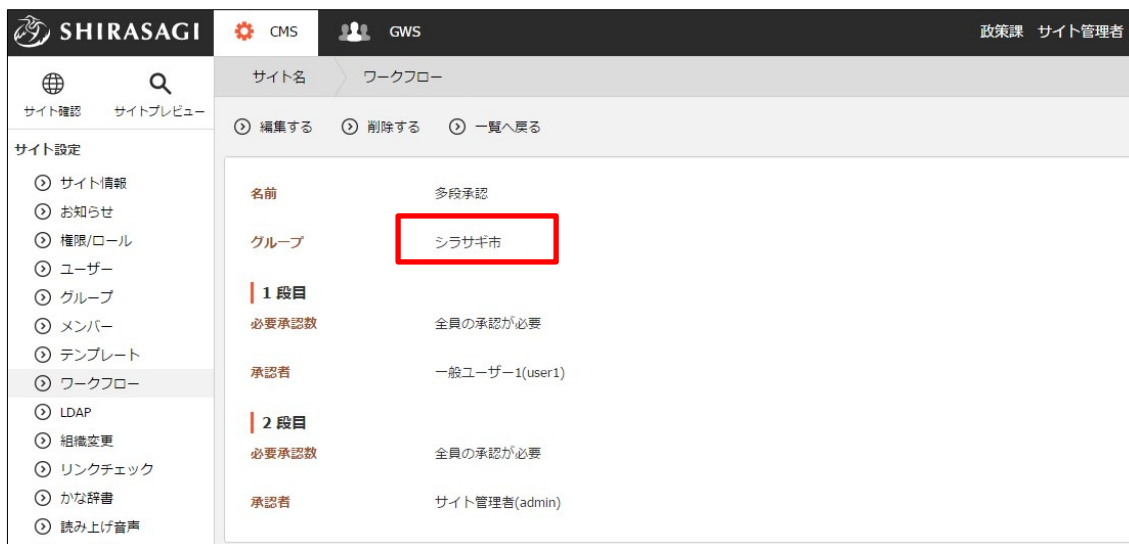 SHIRASAGI
CMS
GWS
政策課 サイト管理者
サイト確認
サイトプレビュー
サイト名
ワークフロー
編集する
削除する
一覧へ戻る
サイト設定
サイト情報
お知らせ
権限/ロール
ユーザー
グループ
メンバー
テンプレート
ワークフロー
LDAP
組織変更
リンクチェック
かな辞書
読み上げ音声
名前 多段承認
グループ シラサギ市
1 段目
必要承認数 全員の承認が必要
承認者 一般ユーザー1(user1)
2 段目
必要承認数 全員の承認が必要
承認者 サイト管理者(admin)